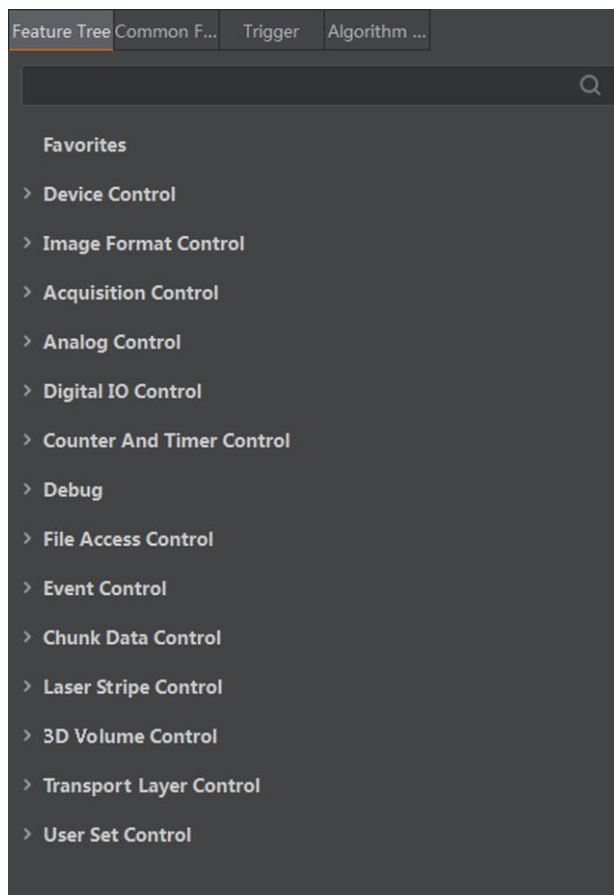 Feature Tree Common F... Trigger Algorithm ...
Favorites
Device Control
Image Format Control
Acquisition Control
Analog Control
Digital IO Control
Counter And Timer Control
Debug
File Access Control
Event Control
Chunk Data Control
Laser Stripe Control
3D Volume Control
Transport Layer Control
User Set Control